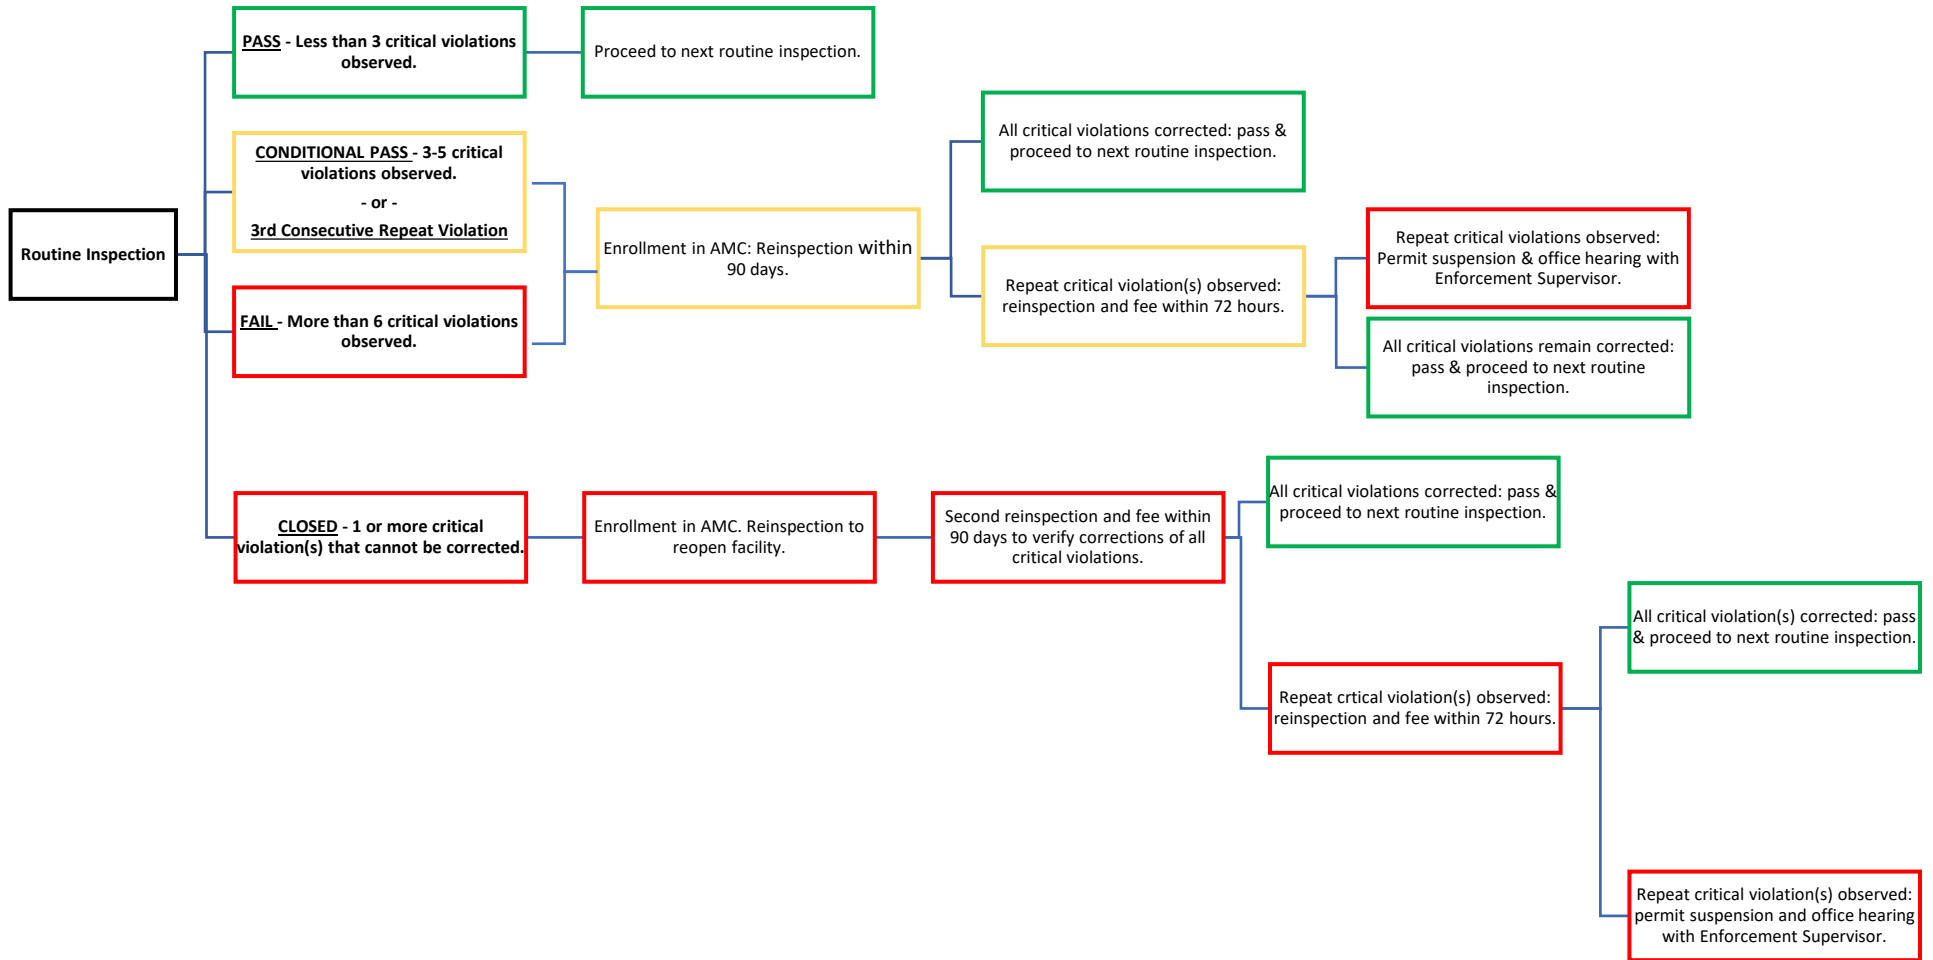 Routine Inspection
PASS - Less than 3 critical violations
observed.
Proceed to next routine inspection.
CONDITIONAL PASS - 3-5 critical
violations observed.
- or -
3rd Consecutive Repeat Violation
FAIL - More than 6 critical violations
observed.
Enrollment in AMC: Reinspection within
90 days.
All critical violations corrected: pass &
proceed to next routine inspection.
Repeat critical violation(s) observed:
reinspection and fee within 72 hours.
Repeat critical violations observed:
Permit suspension & office hearing with
Enforcement Supervisor.
All critical violations remain corrected:
pass & proceed to next routine
inspection.
CLOSED - 1 or more critical
violation(s) that cannot be corrected.
Enrollment in AMC. Reinspection to
reopen facility.
Second reinspection and fee within
90 days to verify corrections of all
critical violations.
All critical violations corrected: pass &
proceed to next routine inspection.
Repeat crtical violation(s) observed:
reinspection and fee within 72 hours.
All critical violation(s) corrected: pass
& proceed to next routine inspection.
Repeat critical violation(s) observed:
permit suspension and office hearing
with Enforcement Supervisor.